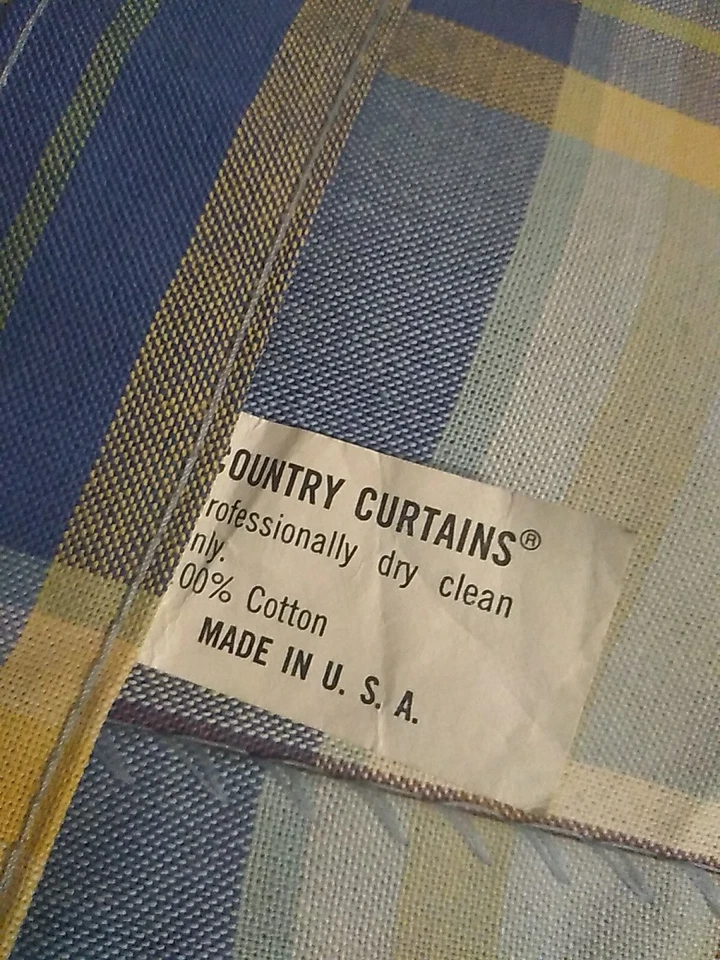 COUNTRY CURTAINS®
rofessionally dry clean
nly.
00% Cotton
MADE IN U. S. A.